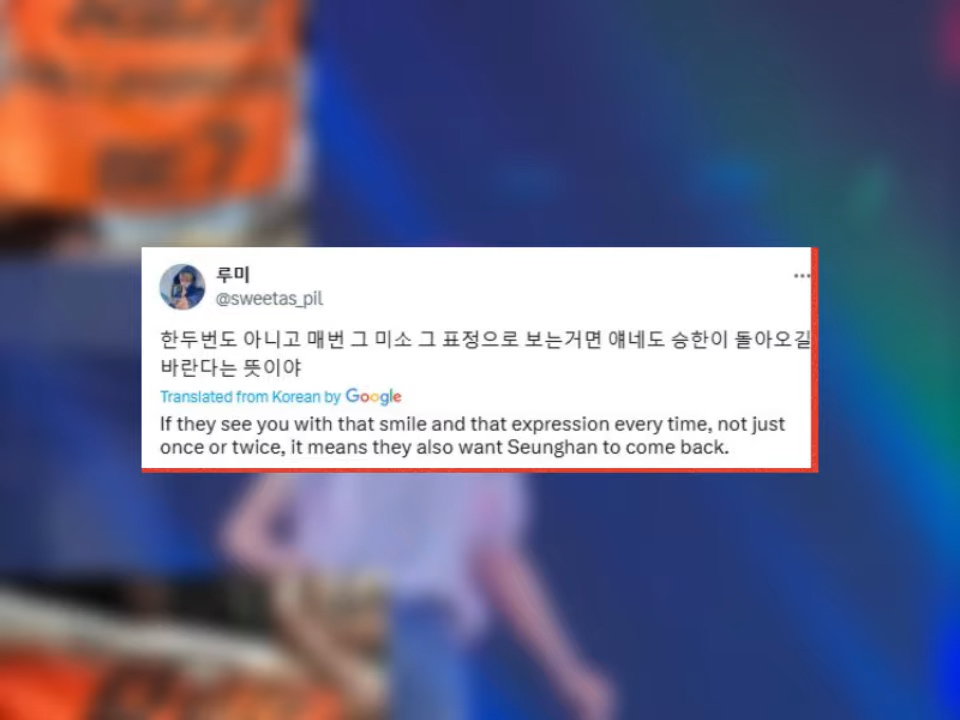 루미
@sweetas_pil
한두번도 아니고 매번 그 미소 그 표정으로 보는거면 얘네도 승한이 돌아오길
바란다는 뜻이야
Translated from Korean by Google
If they see you with that smile and that expression every time, not just
once or twice, it means they also want Seunghan to come back.